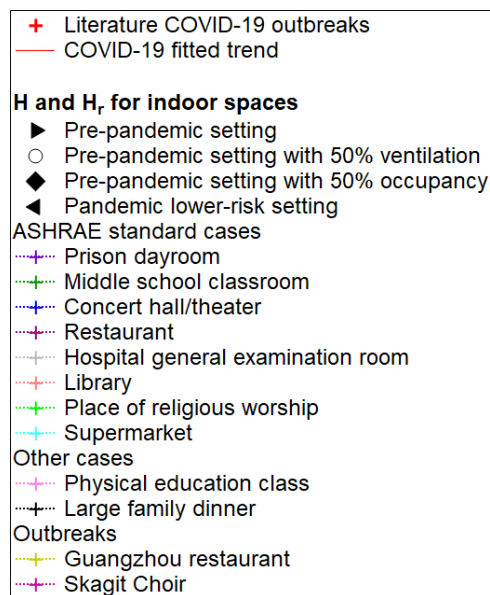 Literature COVID-19 outbreaks
COVID-19 fitted trend
H and Hr for indoor spaces
Pre-pandemic setting
Pre-pandemic setting with 50% ventilation
Pre-pandemic setting with 50% occupancy
Pandemic lower-risk setting
ASHRAE standard cases
Prison dayroom
Middle school classroom
Concert hall/theater
Restaurant
Hospital general examination room
Library
Place of religious worship
Supermarket
Other cases
Physical education class
Large family dinner
Outbreaks
Guangzhou restaurant
Skagit Choir